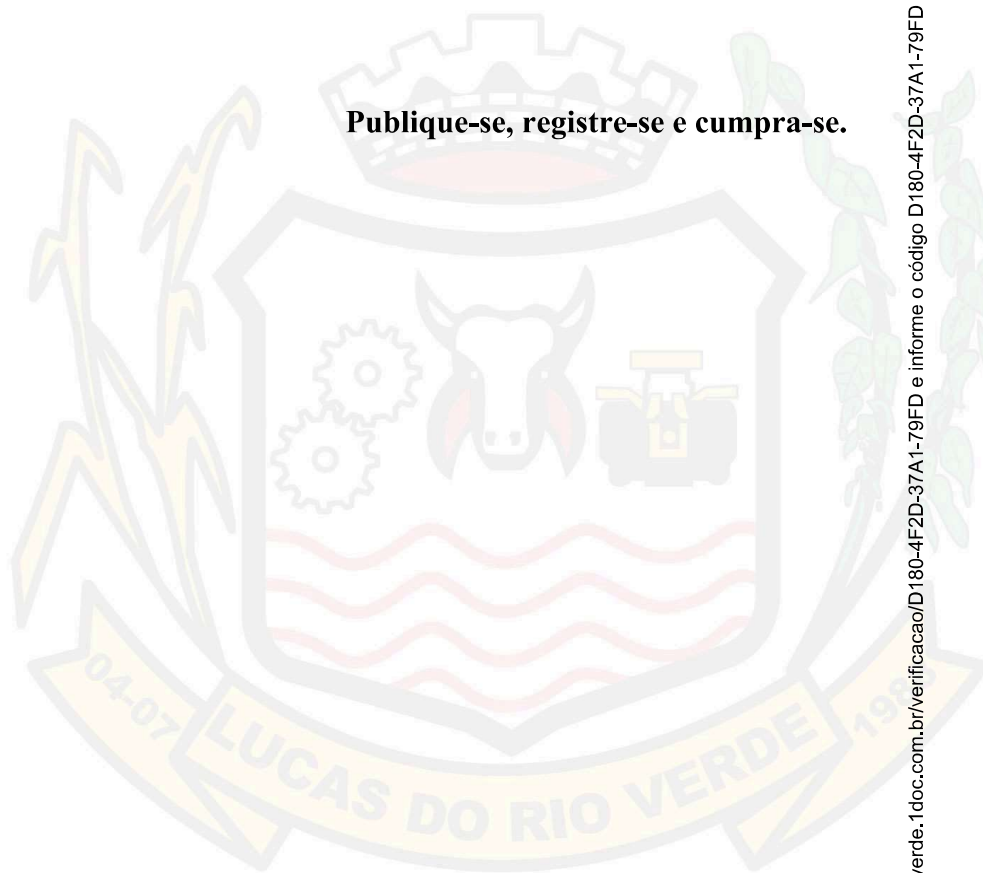 Publique-se, registre-se e cumpra-se.
04-07
LUCAS DO RIO VERDE
verde.1doc.com.br/verificacao/D180-4F2D-37A1-79FD e informe o código D180-4F2D-37A1-79FD